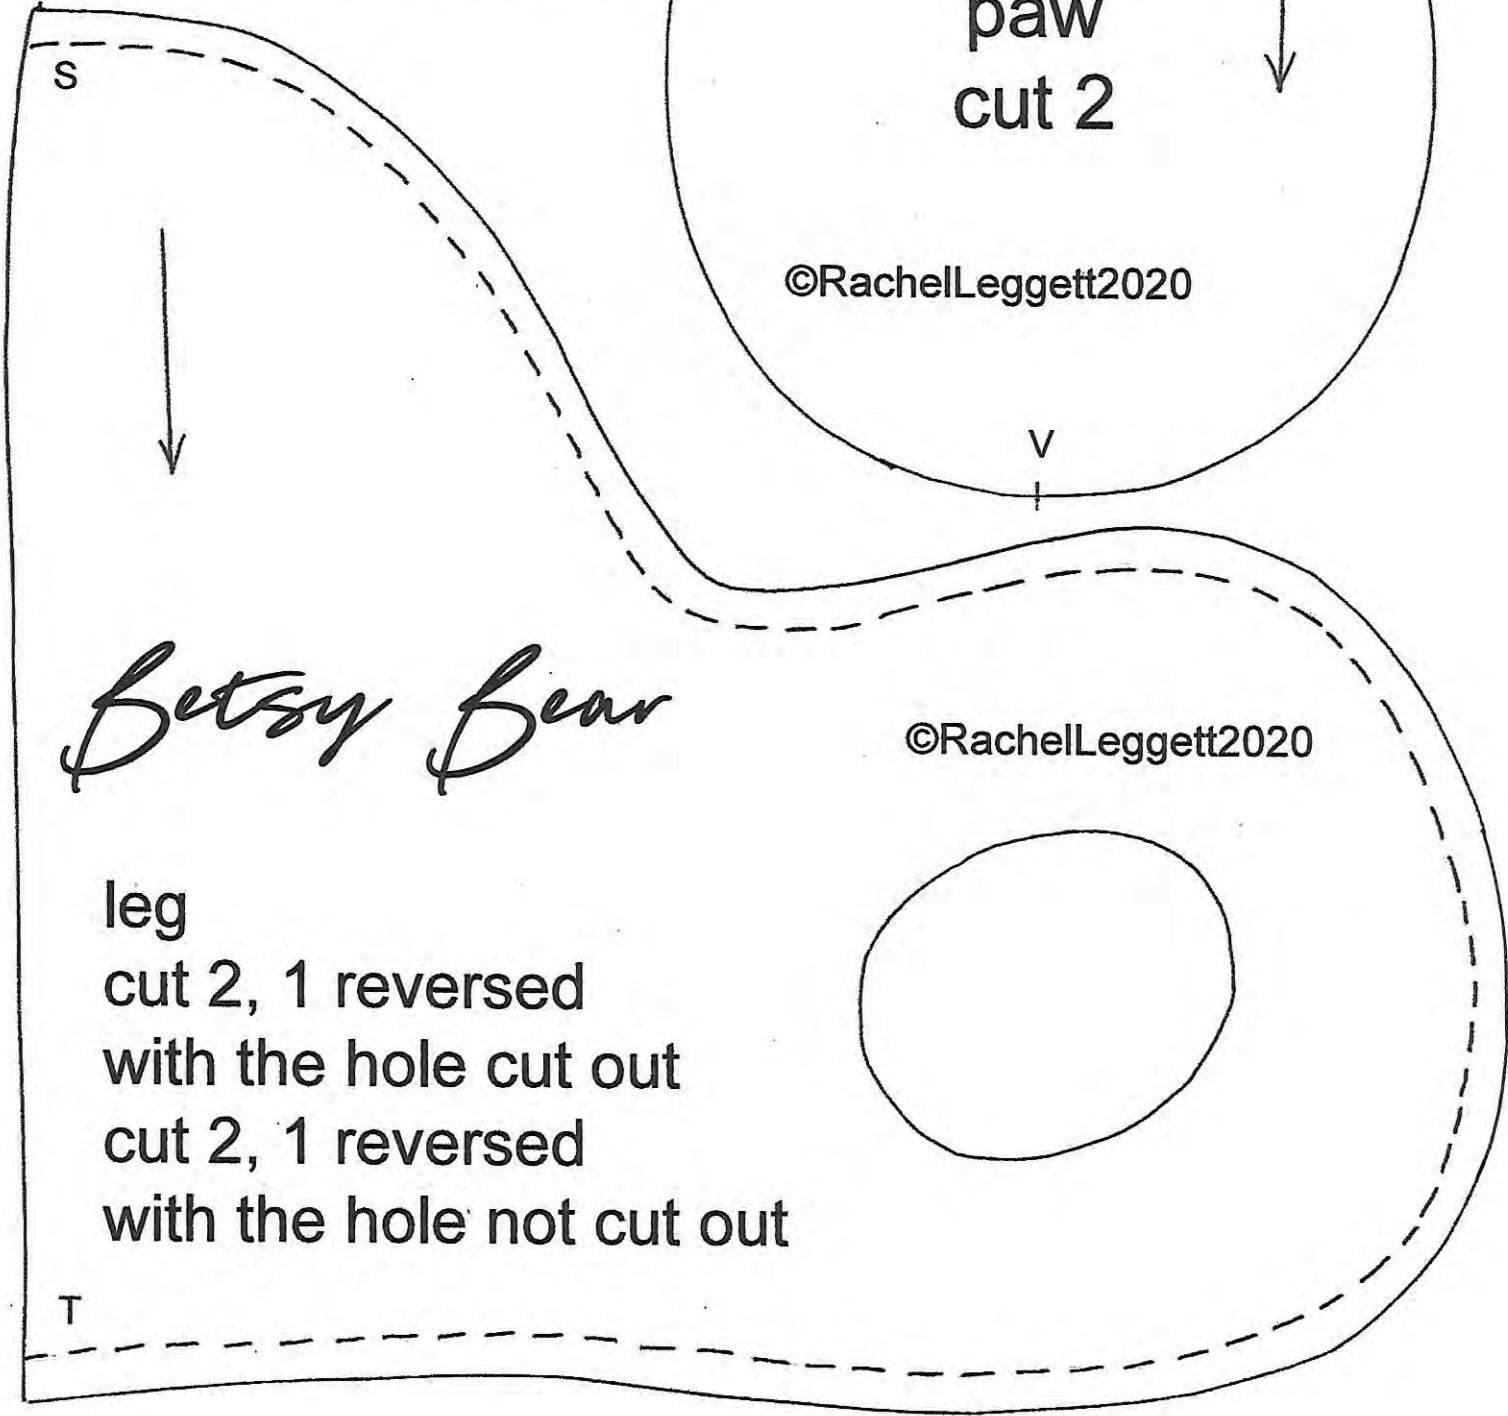 paw
cut 2
©RachelLeggett2020
V
S
Betsy Bear
©RachelLeggett2020
leg
cut 2, 1 reversed
with the hole cut out
cut 2, 1 reversed
with the hole not cut out
T